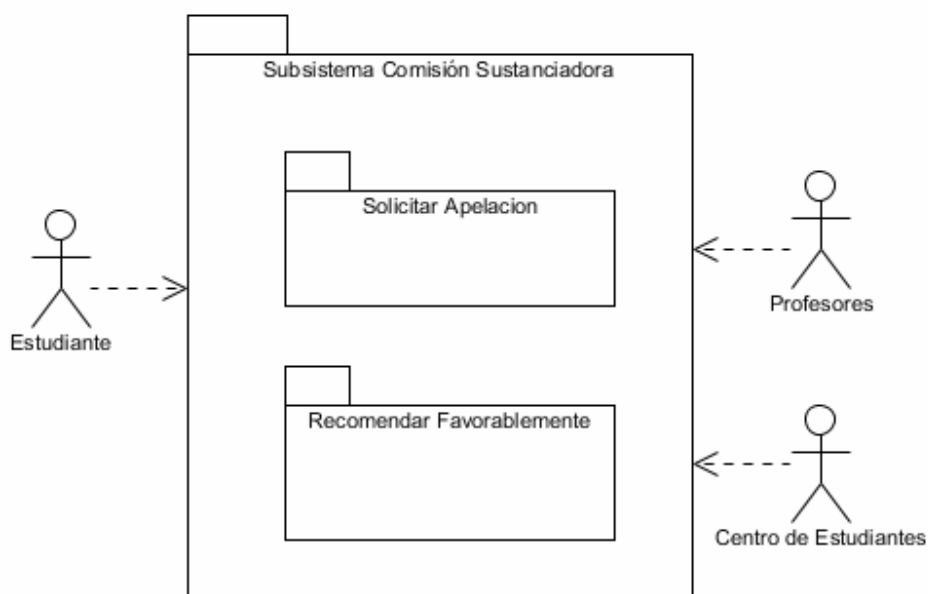 Subsistema Comisión Sustanciadora
Solicitar Apelacion
Estudiante
Profesores
Recomendar Favorablemente
Centro de Estudiantes